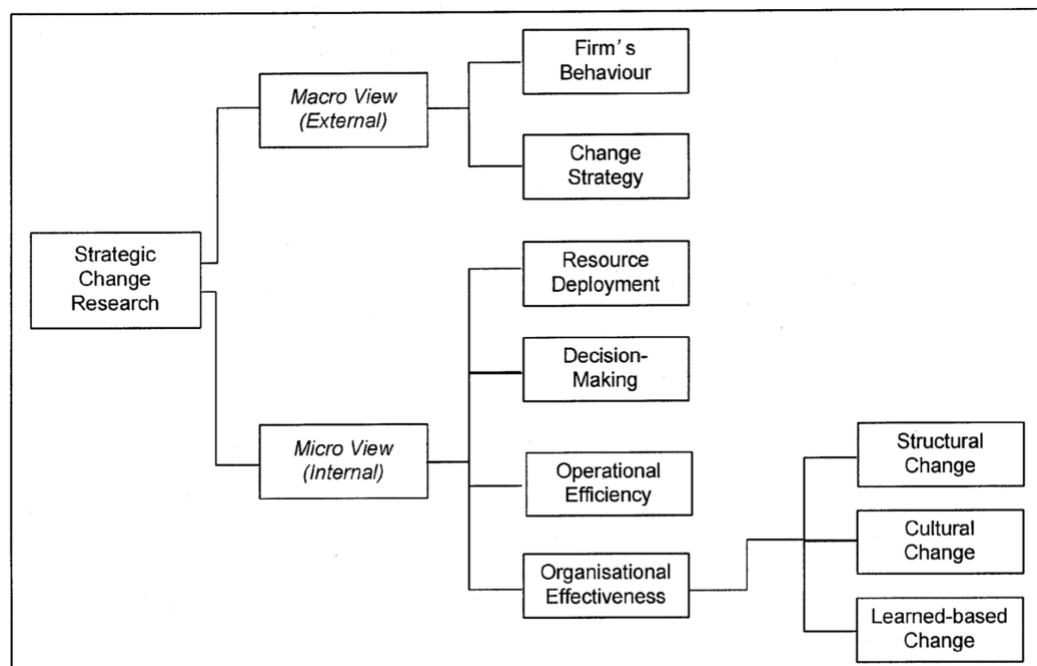 Firm's
Behaviour
Macro View
(External)
Change
Strategy
Strategic
Change
Research
Resource
Deployment
Decision-
Making
Micro View
(Internal)
Operational
Efficiency
Organisational
Effectiveness
Structural
Change
Cultural
Change
Learned-based
Change